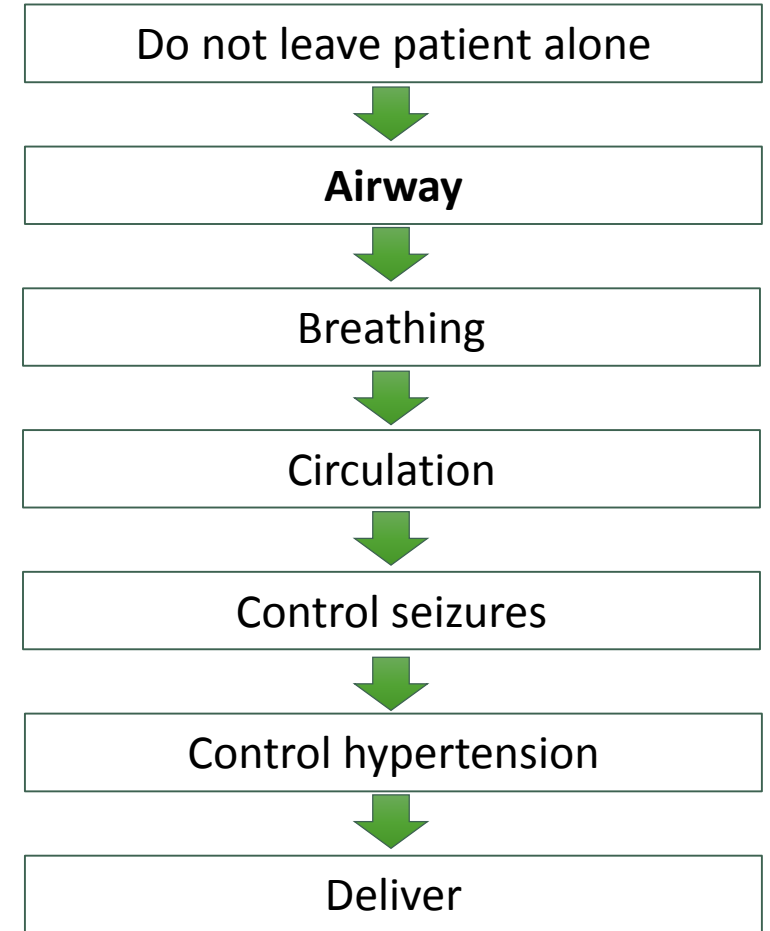 Do not leave patient alone
Airway
Breathing
Circulation
Control seizures
Control hypertension
Deliver